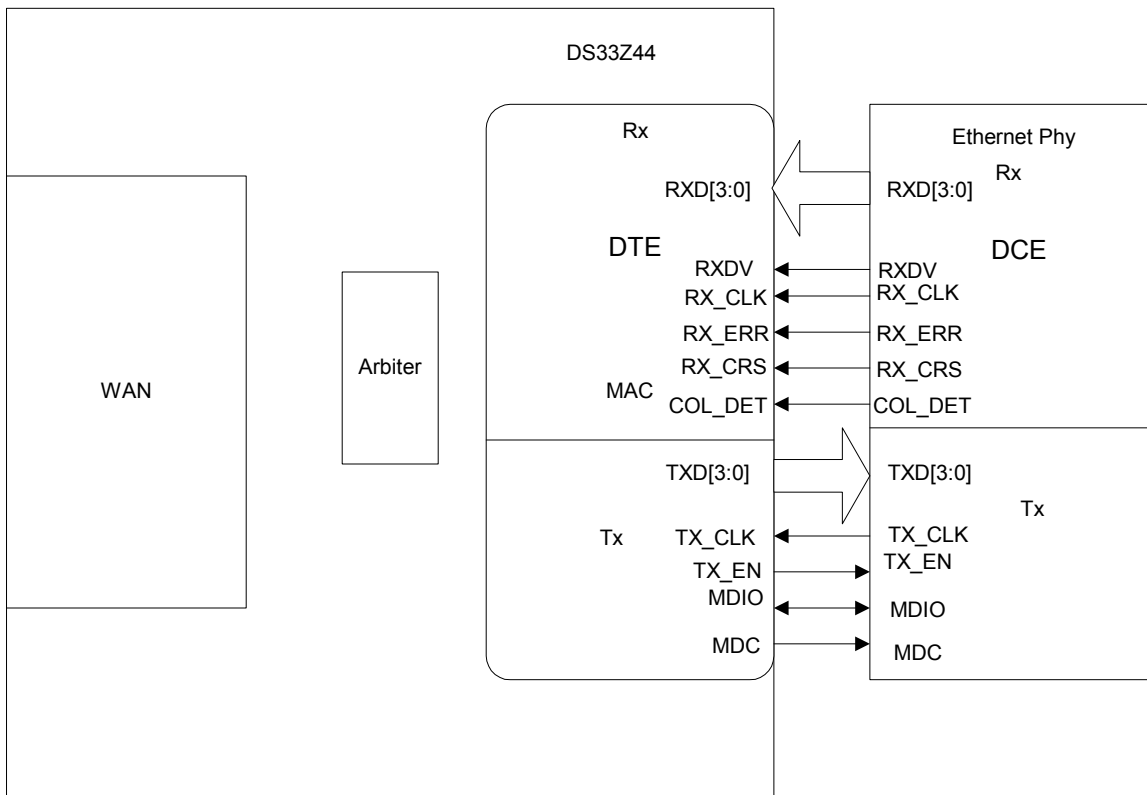 DS33Z44
Rx
Ethernet Phy
Rx
RXD[3:0]
RXD[3:0]
DTE
DCE
RXDV
RXDV
RX_CLK
RX_CLK
RX_ERR
RX_ERR
Arbiter
RX_CRS
RX_CRS
WAN
MAC
COL_DET
COL_DET
TXD[3:0]
TXD[3:0]
Tx
Tx
TX_CLK
TX_CLK
TX_EN
TX_EN
MDIO
MDIO
MDC
MDC